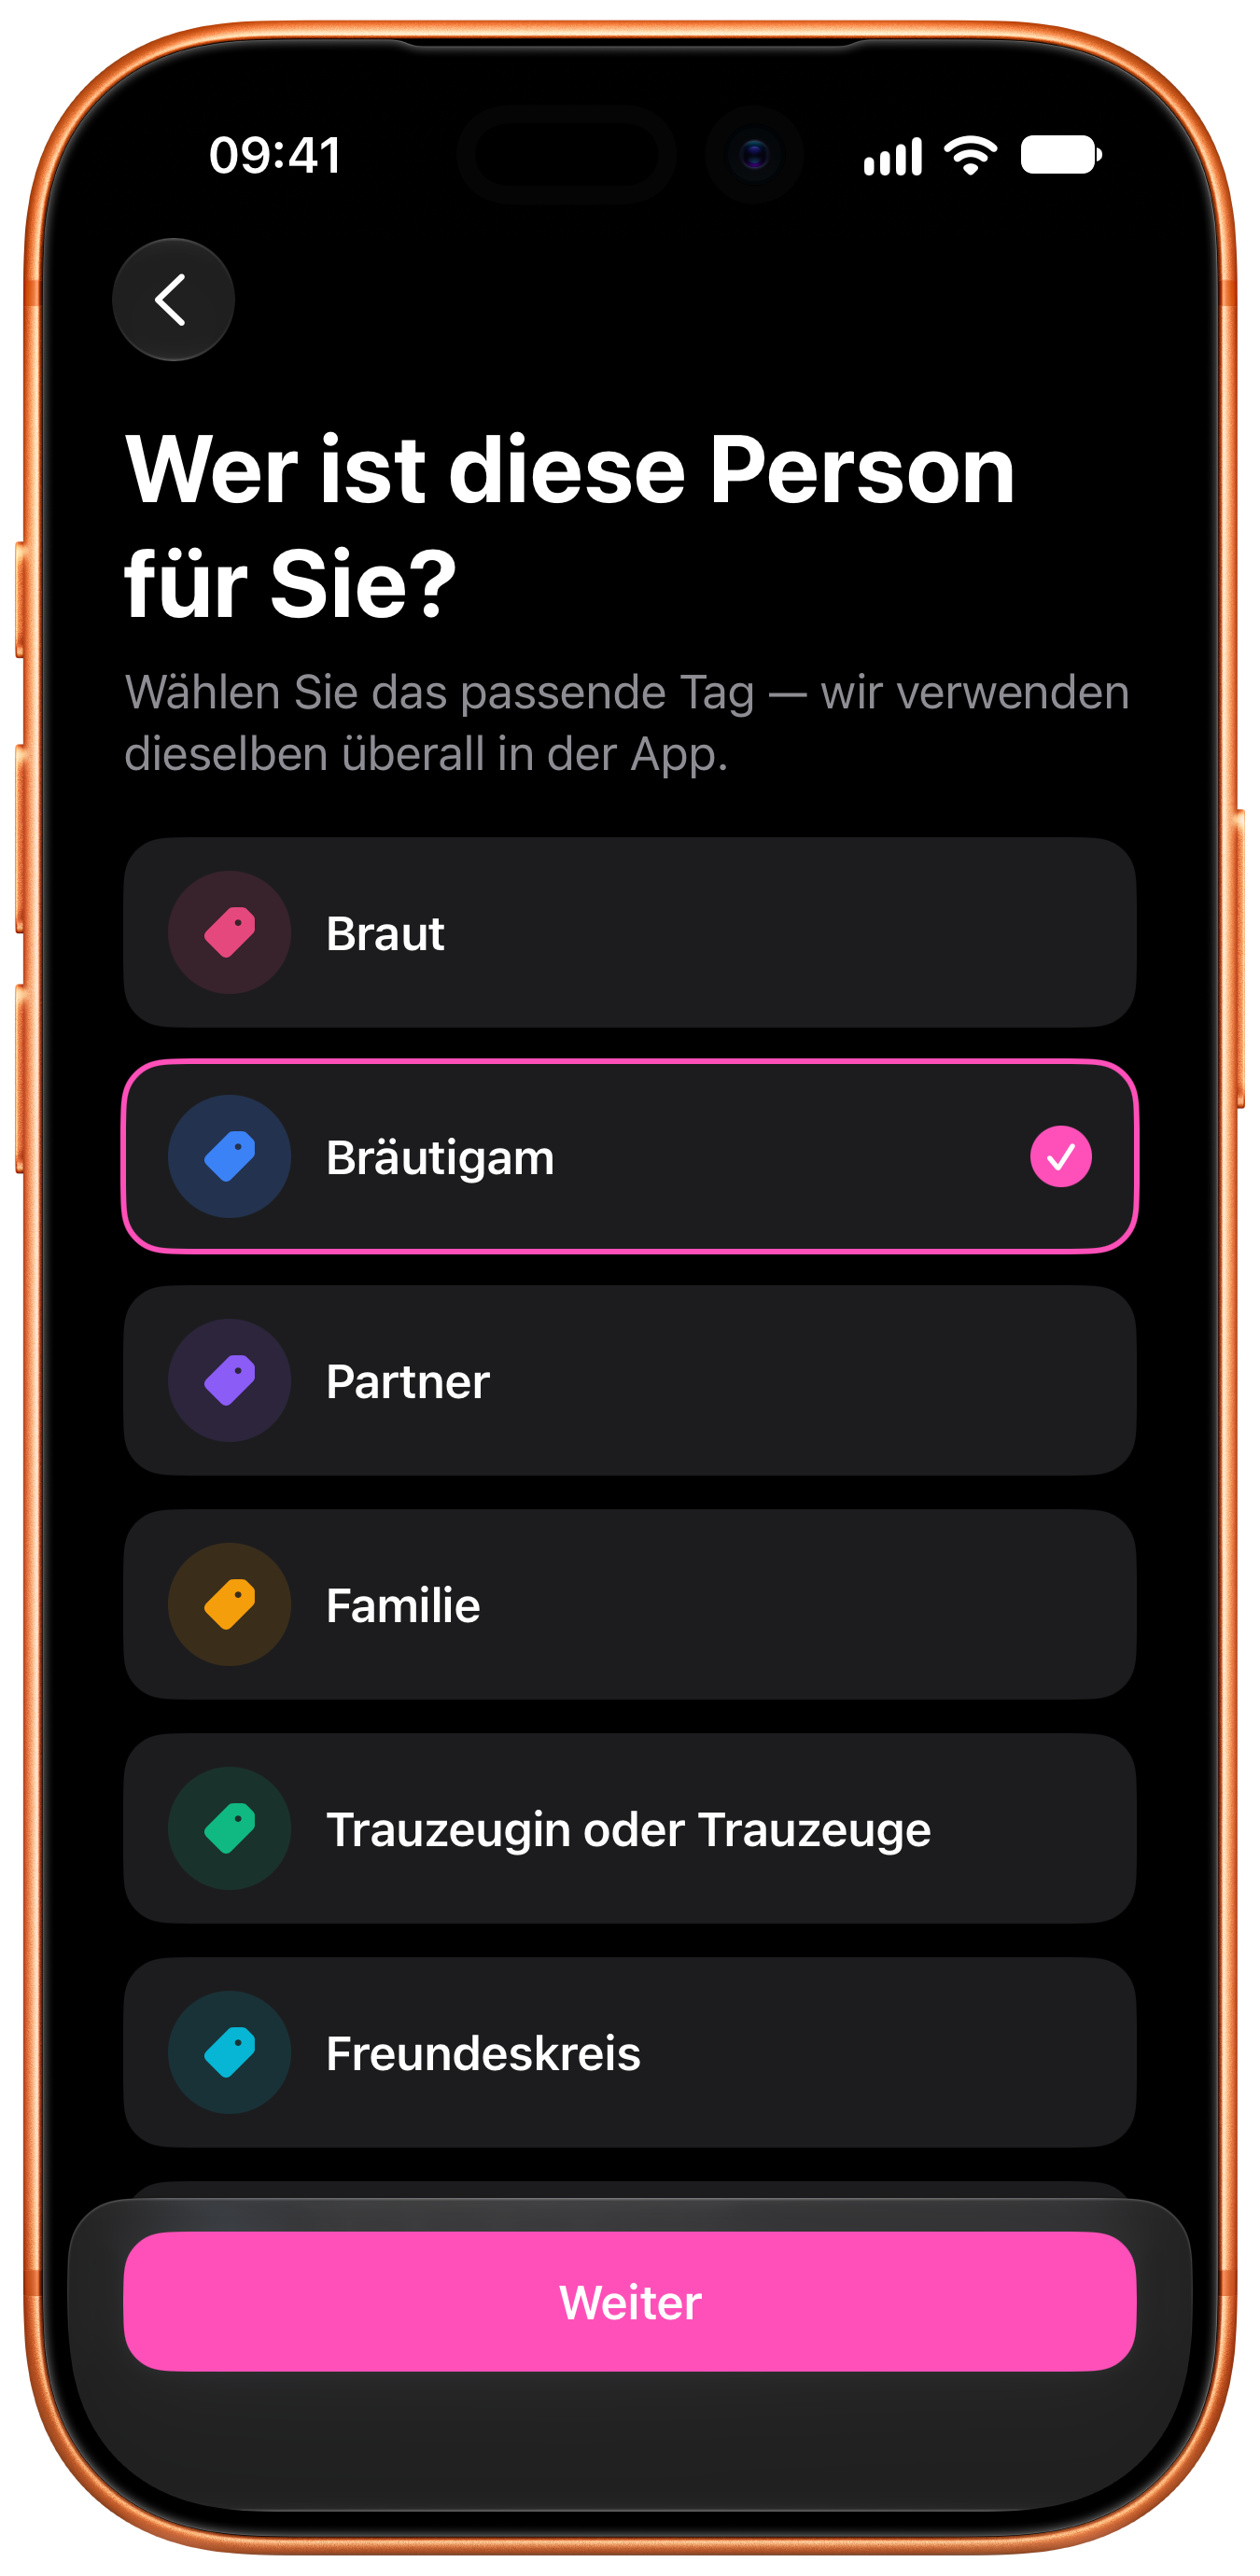 09:41
Wer ist diese Person
für Sie?
Wählen Sie das passende Tag — wir verwenden
dieselben überall in der App.
Braut
Bräutigam
Partner
Familie
Trauzeugin oder Trauzeuge
Freundeskreis
Weiter